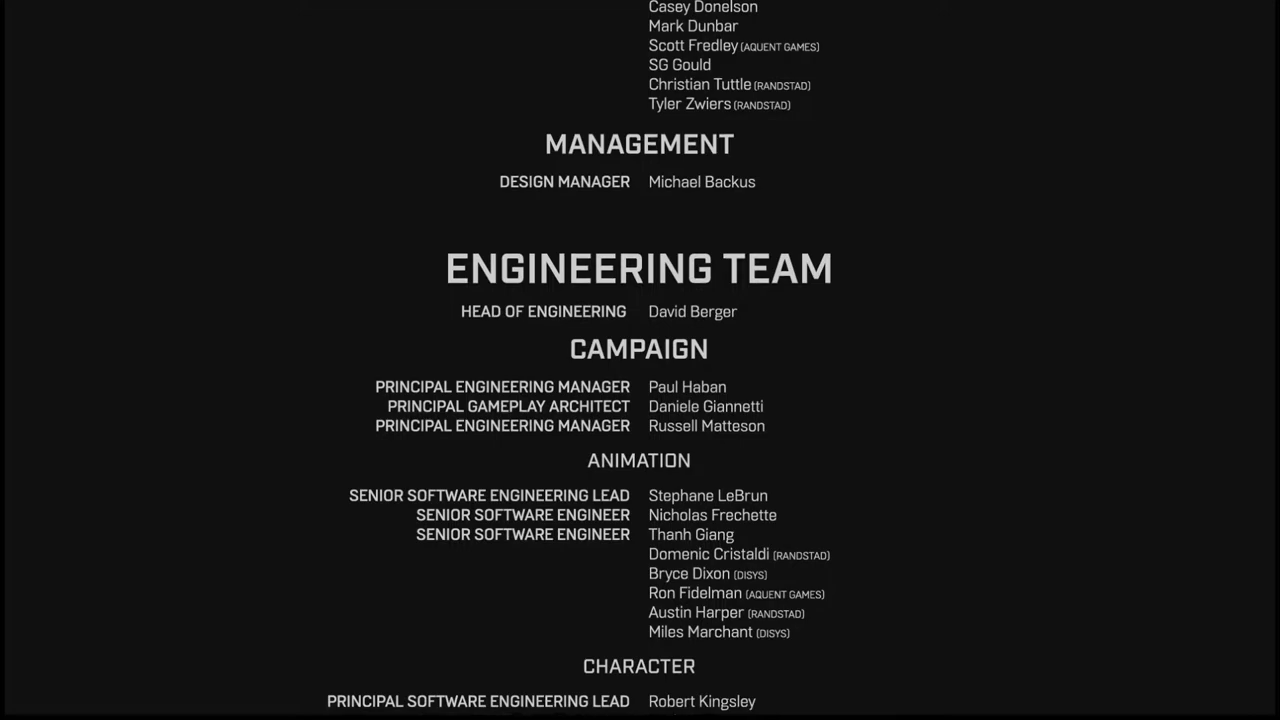 Casey Donelson
Mark Dunbar
Scott Fredley (AQUENT GAMES)
SG Gould
Christian Tuttle (RANDSTAD)
Tyler Zwiers (RANDSTAD)
MANAGEMENT
DESIGN MANAGER Michael Backus
ENGINEERING TEAM
HEAD OF ENGINEERING David Berger
CAMPAIGN
PRINCIPAL ENGINEERING MANAGER Paul Haban
PRINCIPAL GAMEPLAY ARCHITECT Daniele Giannetti
PRINCIPAL ENGINEERING MANAGER Russell Matteson
ANIMATION
SENIOR SOFTWARE ENGINEERING LEAD Stephane LeBrun
SENIOR SOFTWARE ENGINEER Nicholas Frechette
SENIOR SOFTWARE ENGINEER Thanh Giang
Domenic Cristaldi (RANDSTAD)
Bryce Dixon (DISYS)
Ron Fidelman (AQUENT GAMES)
Austin Harper (RANDSTAD)
Miles Marchant (DISYS)
CHARACTER
PRINCIPAL SOFTWARE ENGINEERING LEAD Robert Kingsley